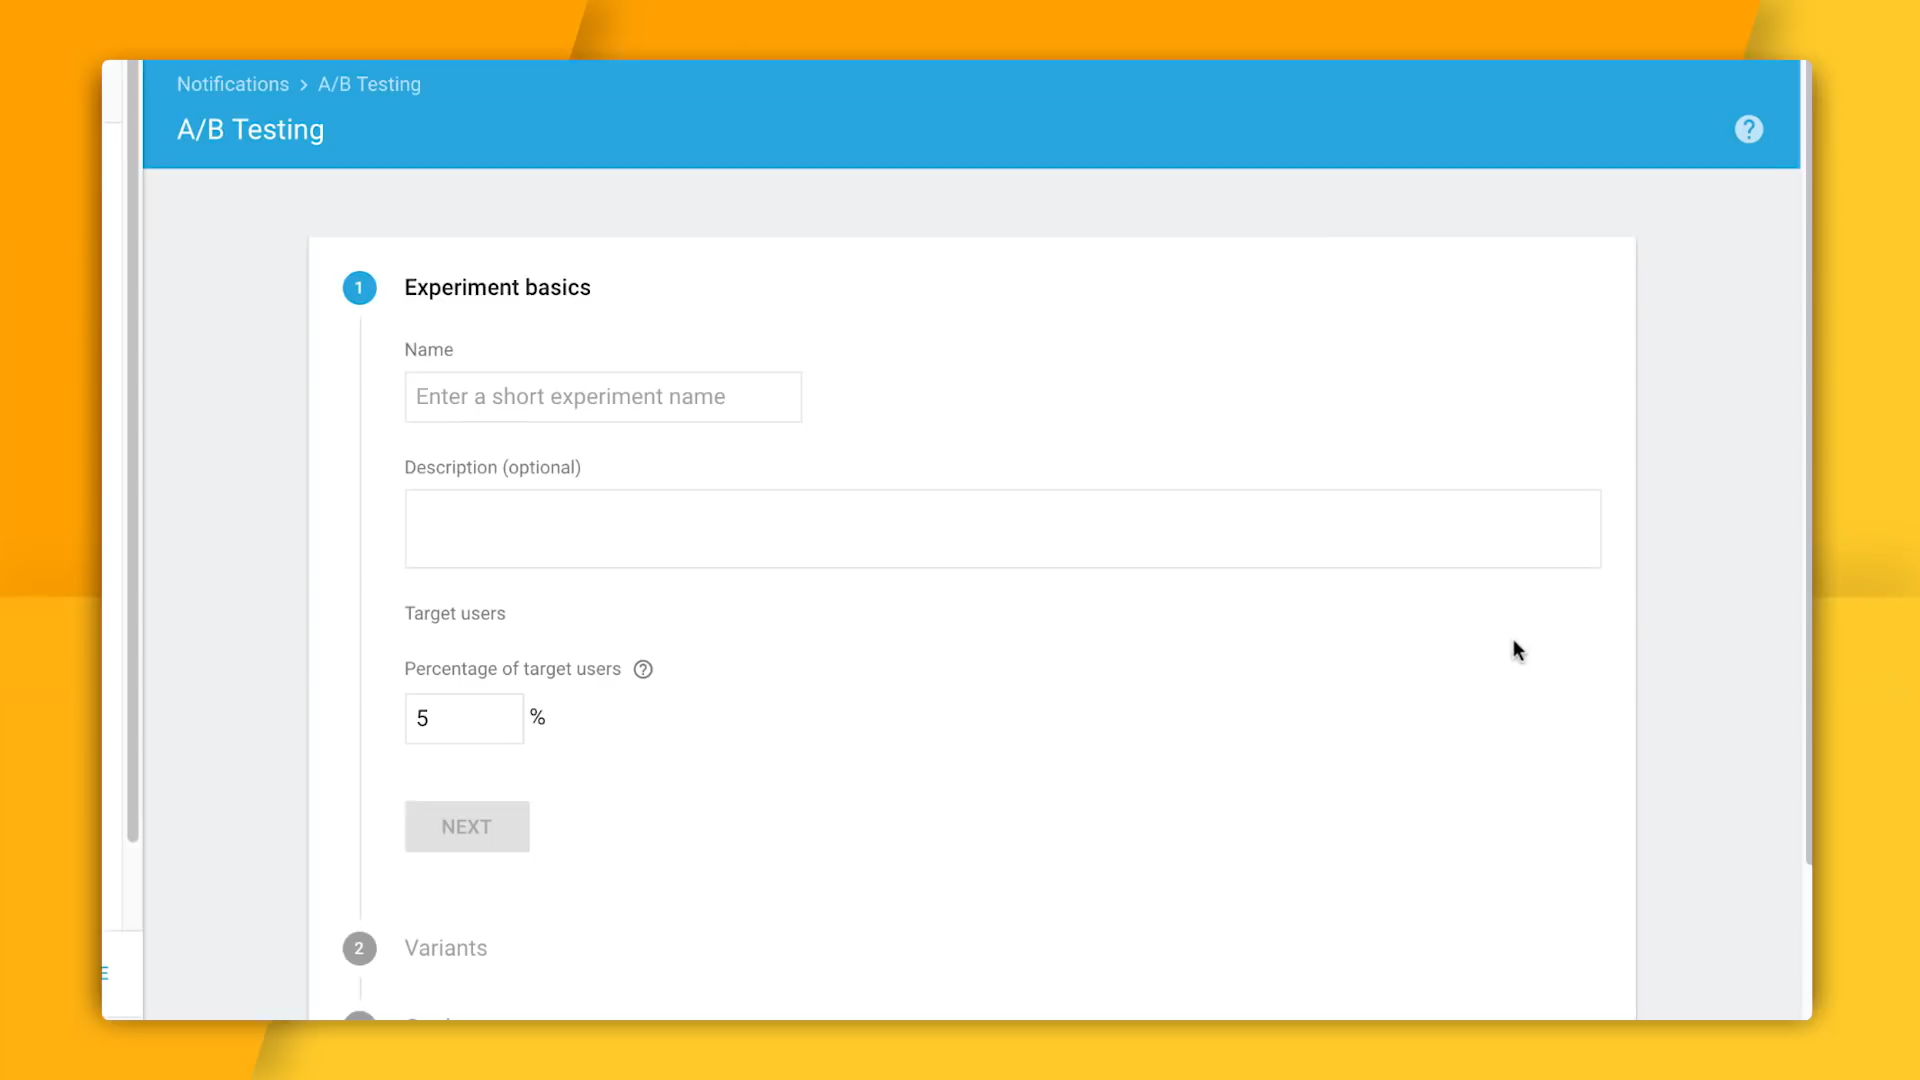 Notifications > A/B Testing
A/B Testing
?
1 Experiment basics
Name
Enter a short experiment name
Description (optional)
Target users
Percentage of target users ?
5 %
NEXT
2 Variants